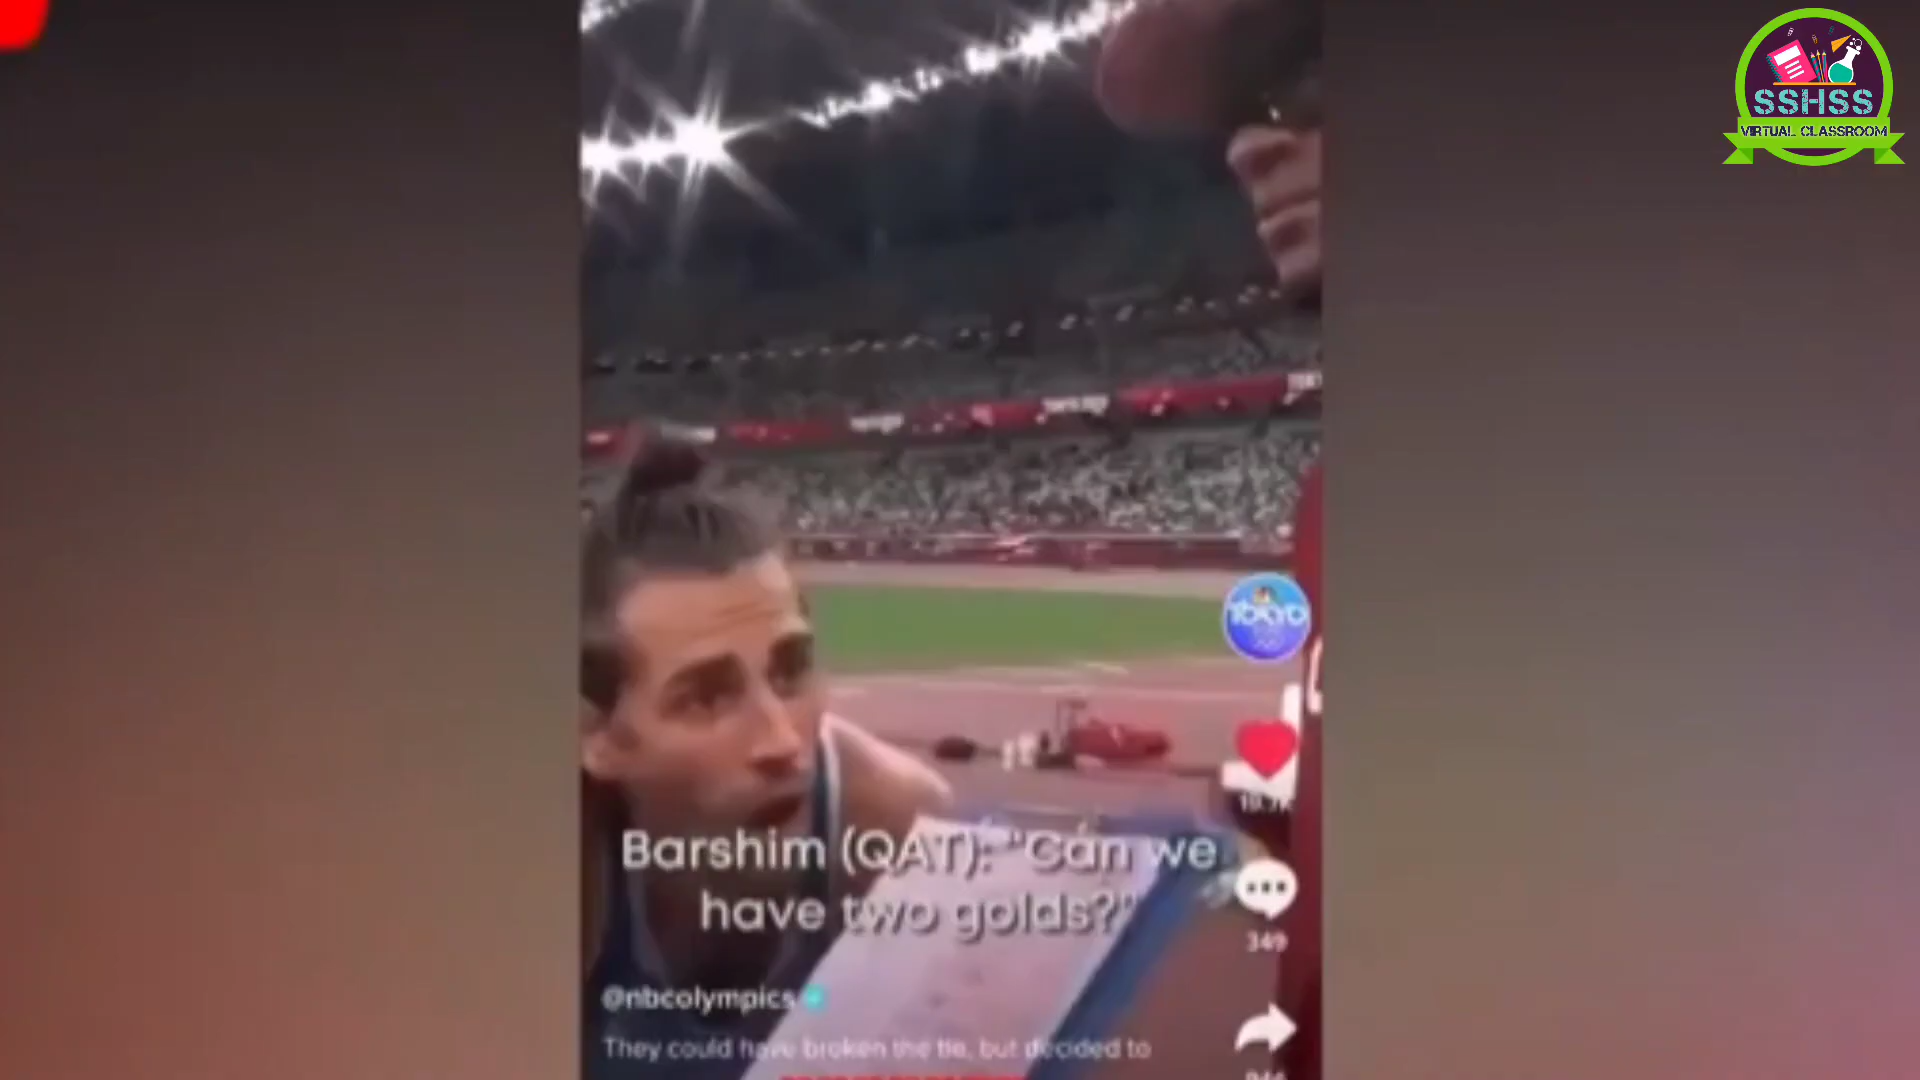 SSHSS
VIRTUAL CLASSROOM
TOKYO
Barshim (QAT): "Can we
have two golds?"
349
@nbcolympics
They could have broken the tie, but decided to